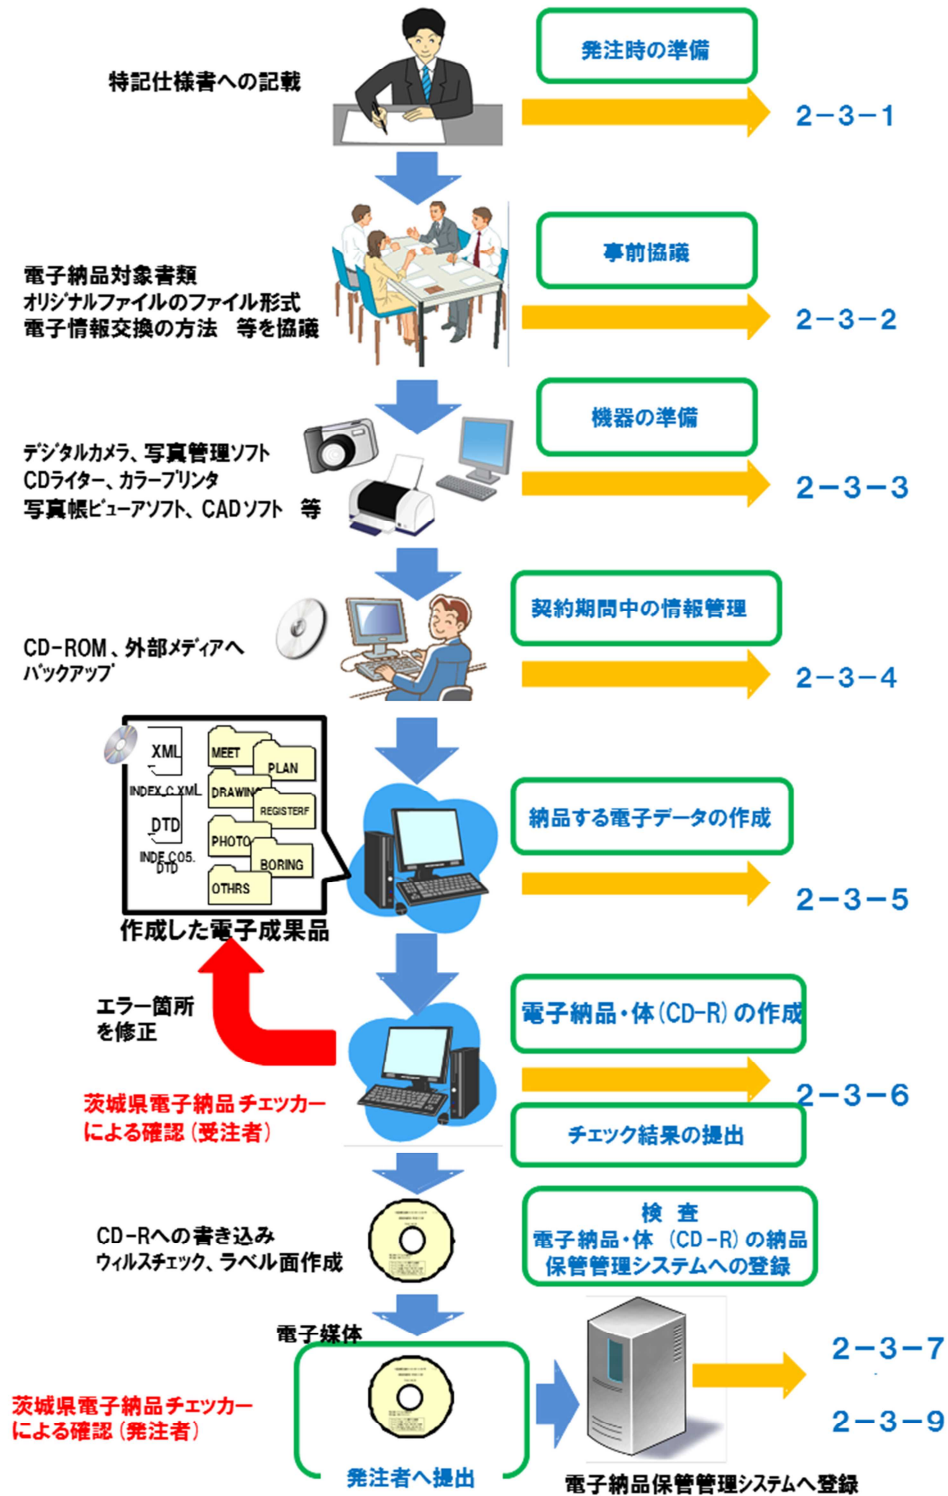 発注時の準備
特記仕様書への記載
2-3-1
事前協議
電子納品対象書類
オリジナルファイルのファイル形式
電子情報交換の方法　等を協議
2-3-2
機器の準備
デジタルカメラ、写真管理ソフト
CDライター、カラープリンタ
写真帳ビューアソフト、CADソフト　等
2-3-3
契約期間中の情報管理
CD-ROM、外部メディアへ
バックアップ
2-3-4
XML
INDEX_C.XML
DTD
INDE_C05.
DTD
MEET
PLAN
DRAWING
REGISTERF
PHOTO
BORING
OTHRS
作成した電子成果品
納品する電子データの作成
2-3-5
エラー箇所
を修正
電子納品・体(CD-R)の作成
2-3-6
茨城県電子納品チェッカー
による確認(受注者)
チェック結果の提出
CD-Rへの書き込み
ウィルスチェック、ラベル面作成
検　査
電子納品・体　(CD-R)の納品
保管管理システムへの登録
電子媒体
茨城県電子納品チェッカー
による確認(発注者)
発注者へ提出
2-3-7
2-3-9
電子納品保管管理システムへ登録